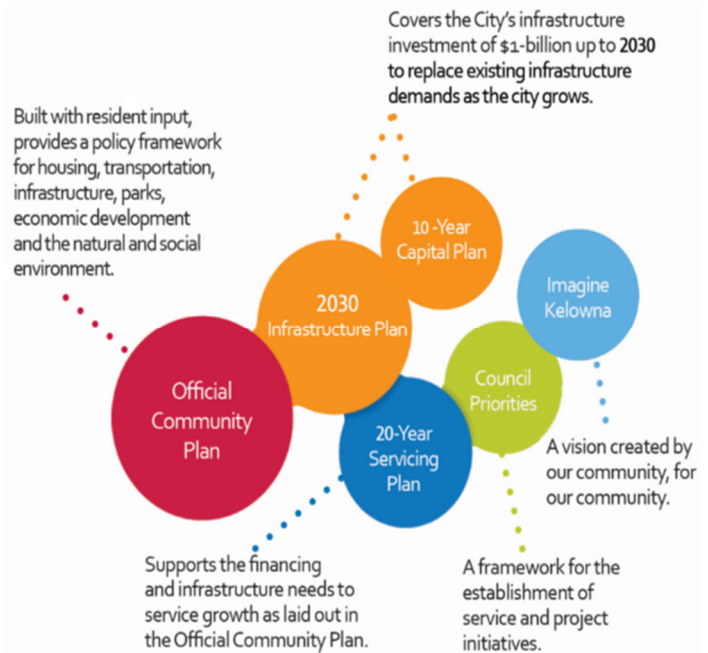 Covers the City's infrastructure
investment of $1-billion up to 2030
to replace existing infrastructure
demands as the city grows.
Built with resident input,
provides a policy framework
for housing, transportation,
infrastructure, parks,
economic development
and the natural and social
environment.
10 -Year
Capital Plan
Imagine
Kelowna
2030
Infrastructure Plan
Official
Community
Plan
Council
Priorities
20-Year
Servicing
Plan
A vision created by
our community, for
our community.
Supports the financing
and infrastructure needs to
service growth as laid out in
the Official Community Plan.
A framework for the
establishment of
service and project
initiatives.